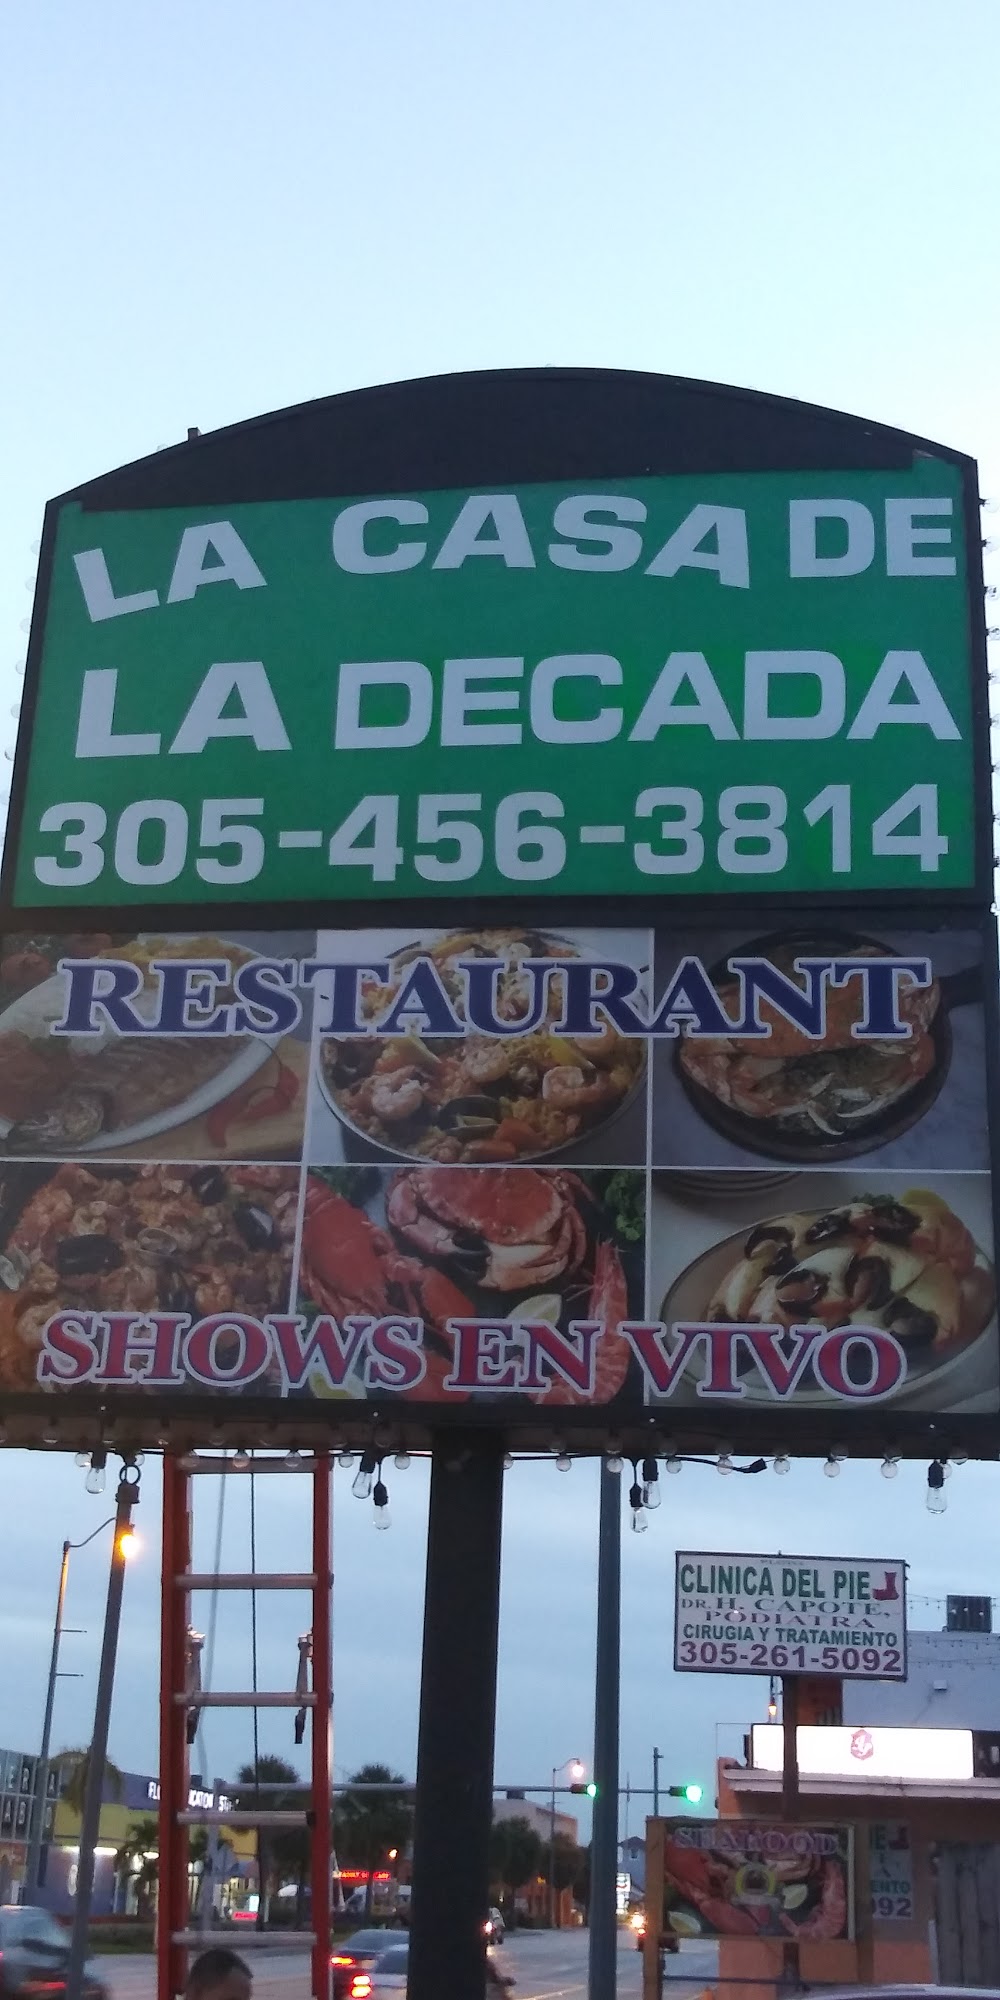 LA CASA DE
LA DECADA
305-456-3814
RESTAURANT
SHOWS EN VIVO
CLINICA DEL PIE
DR. H. CAPOTE,
PODIATRA
CIRUGIA Y TRATAMIENTO
305-261-5092
SEAFOOD